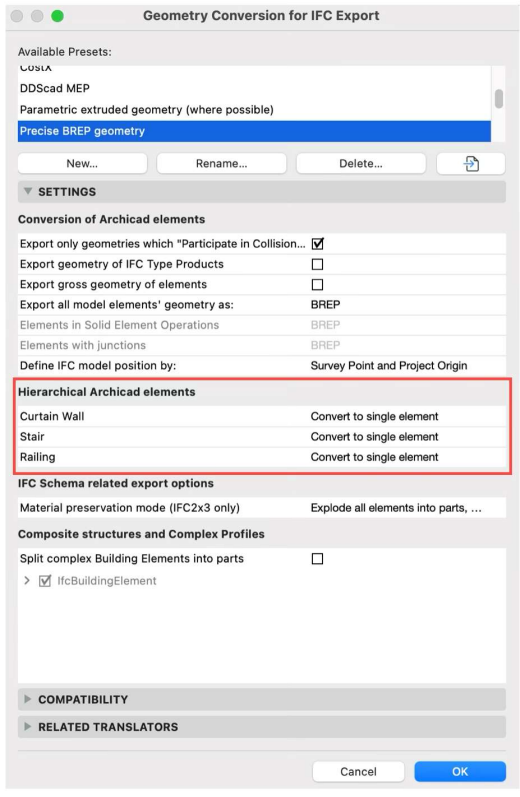 Geometry Conversion for IFC Export
Available Presets:
CostX
DDScad MEP
Parametric extruded geometry (where possible)
Precise BREP geometry
New... Rename... Delete...
SETTINGS
Conversion of Archicad elements
Export only geometries which "Participate in Collision...
Export geometry of IFC Type Products
Export gross geometry of elements
Export all model elements' geometry as: BREP
Elements in Solid Element Operations BREP
Elements with junctions BREP
Define IFC model position by: Survey Point and Project Origin
Hierarchical Archicad elements
Curtain Wall Convert to single element
Stair Convert to single element
Railing Convert to single element
IFC Schema related export options
Material preservation mode (IFC2x3 only) Explode all elements into parts, ...
Composite structures and Complex Profiles
Split complex Building Elements into parts
IfcBuildingElement
COMPATIBILITY
RELATED TRANSLATORS
Cancel OK